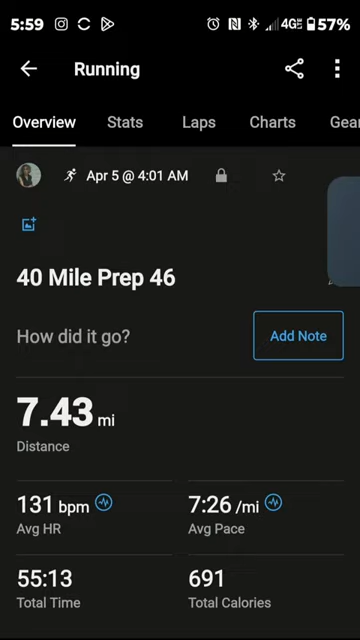 5:59 4G 57%
Running
Overview Stats Laps Charts Gear
Apr 5 @ 4:01 AM
40 Mile Prep 46
How did it go? Add Note
7.43 mi
Distance
131 bpm 7:26 /mi
Avg HR Avg Pace
55:13 691
Total Time Total Calories